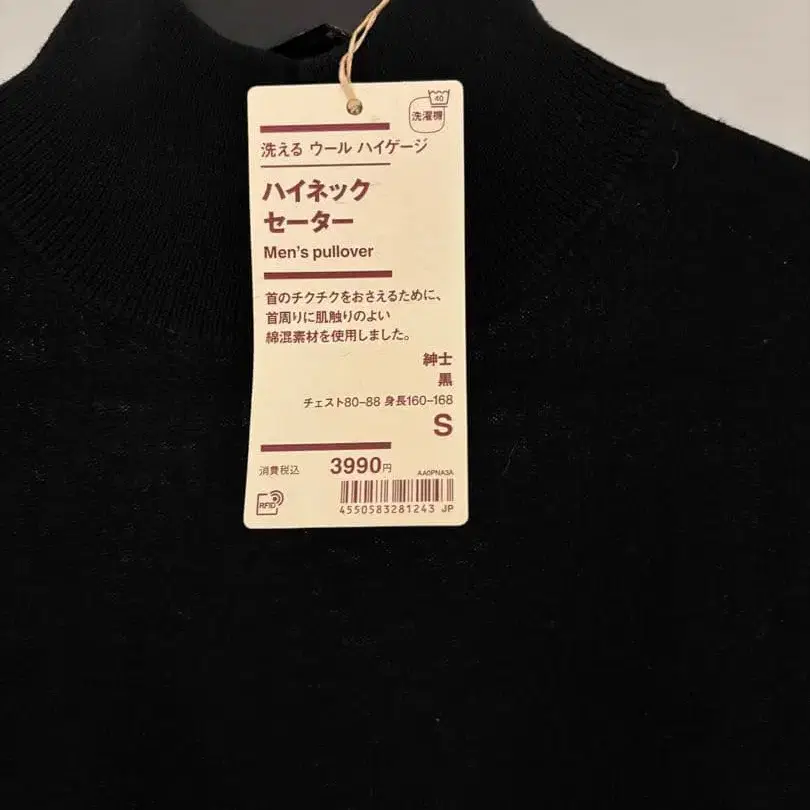 40
洗濯機
洗える ウール ハイゲージ
ハイネック
セーター
Men's pullover
首のチクチクをおさえるために、
首周りに肌触りのよい
綿混素材を使用しました。
紳士
黒
チェスト80–88 身長160–168
S
消費税込 3990円
AA0PNA3A
RFID
4550583281243 JP